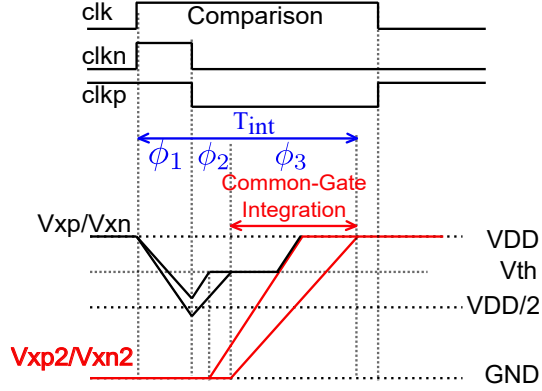 clk
Comparison
clkn
clkp
T_int
ϕ1 ϕ2 ϕ3
Common-Gate
Integration
Vxp/Vxn
VDD
Vth
VDD/2
Vxp2/Vxn2
GND